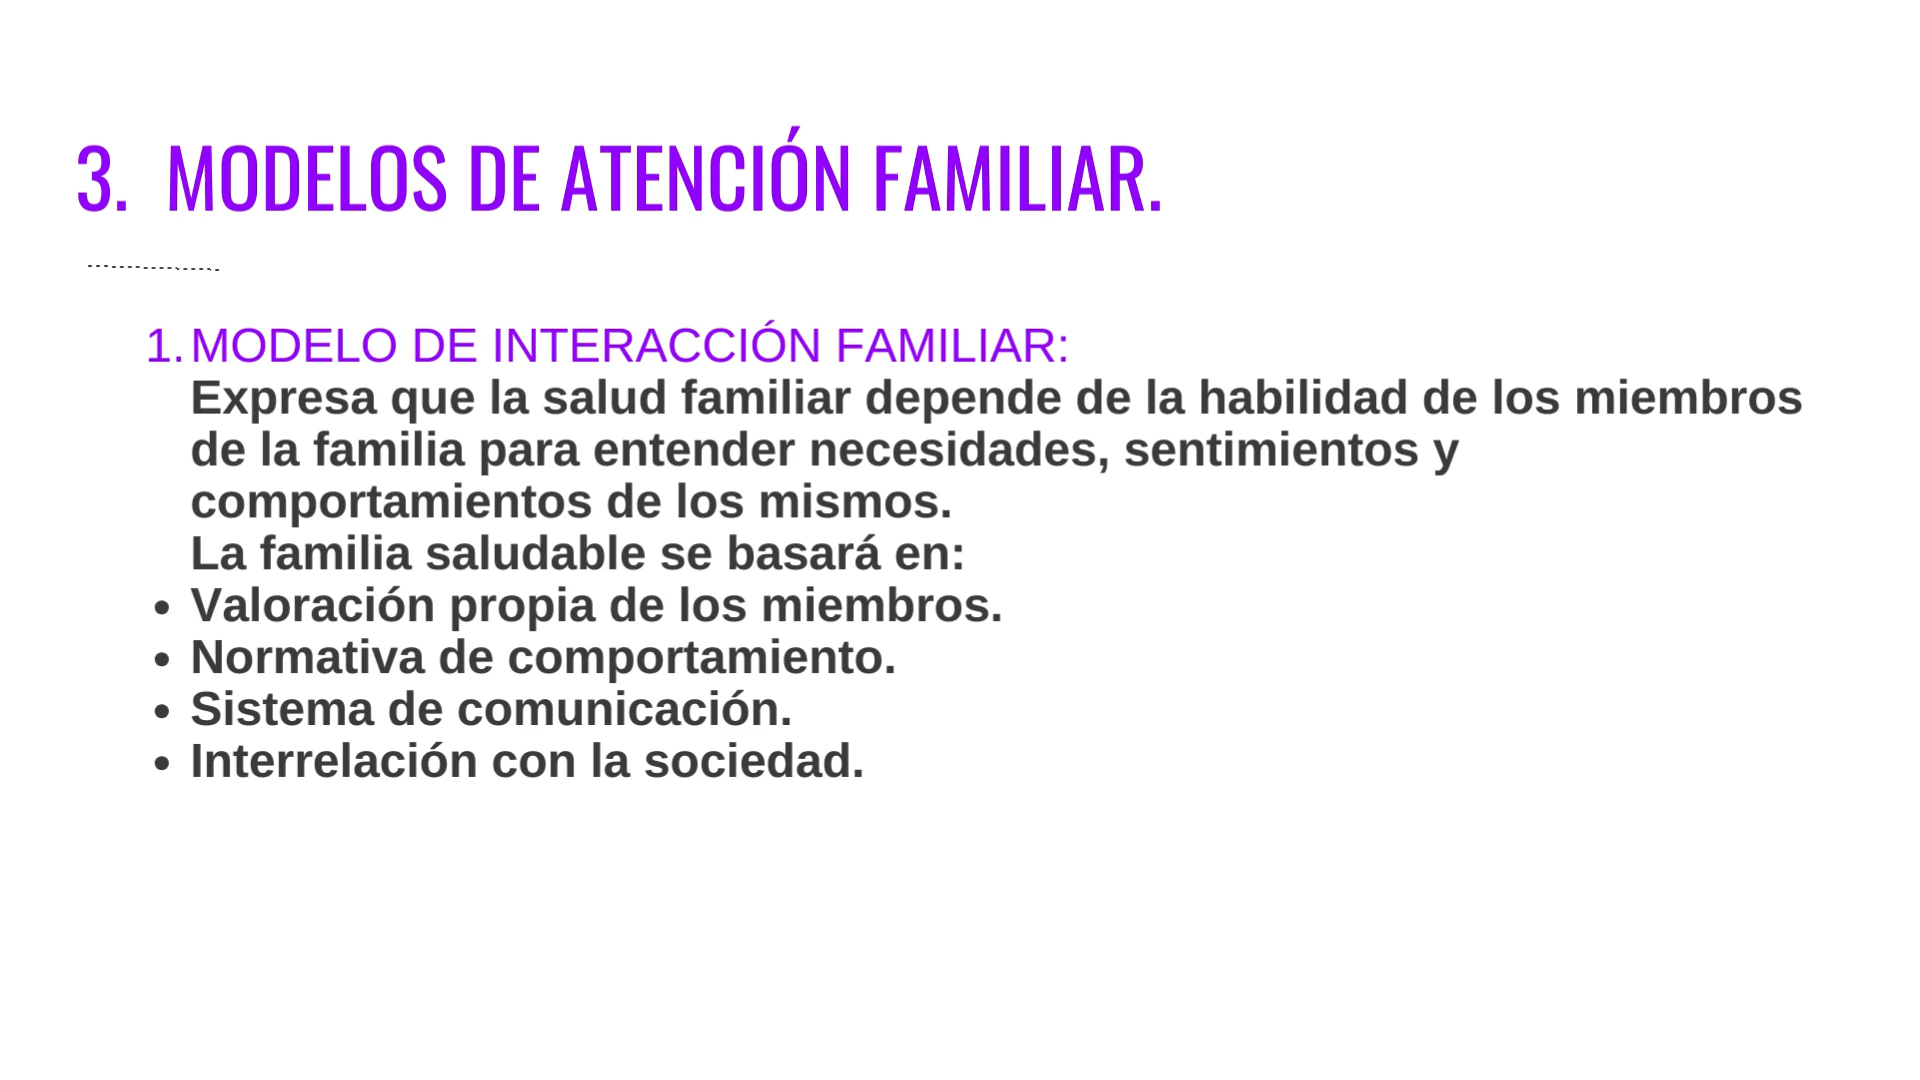 3. MODELOS DE ATENCIÓN FAMILIAR.
1. MODELO DE INTERACCIÓN FAMILIAR:
Expresa que la salud familiar depende de la habilidad de los miembros
de la familia para entender necesidades, sentimientos y
comportamientos de los mismos.
La familia saludable se basará en:
• Valoración propia de los miembros.
• Normativa de comportamiento.
• Sistema de comunicación.
• Interrelación con la sociedad.